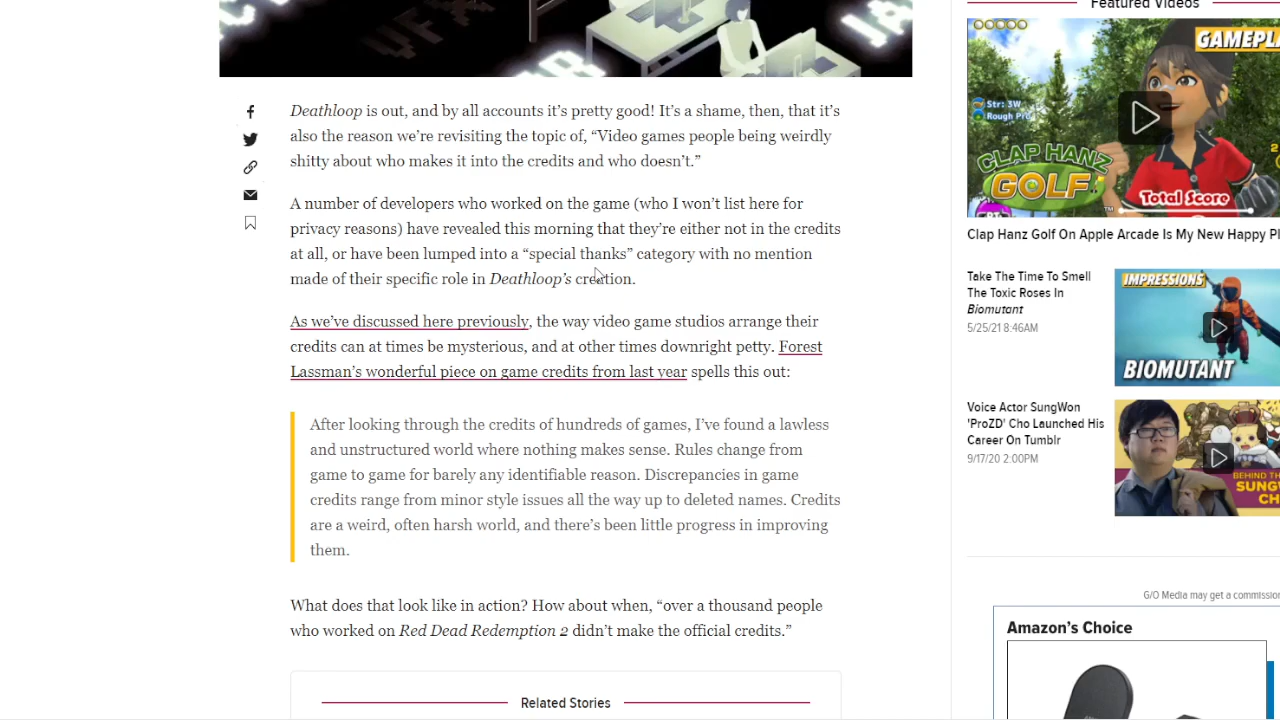 Featured Videos
Deathloop is out, and by all accounts it’s pretty good! It’s a shame, then, that it’s
also the reason we’re revisiting the topic of, “Video games people being weirdly
shitty about who makes it into the credits and who doesn’t.”
A number of developers who worked on the game (who I won’t list here for
privacy reasons) have revealed this morning that they’re either not in the credits
at all, or have been lumped into a “special thanks” category with no mention
made of their specific role in Deathloop’s creation.
As we’ve discussed here previously, the way video game studios arrange their
credits can at times be mysterious, and at other times downright petty. Forest
Lassman’s wonderful piece on game credits from last year spells this out:
After looking through the credits of hundreds of games, I’ve found a lawless
and unstructured world where nothing makes sense. Rules change from
game to game for barely any identifiable reason. Discrepancies in game
credits range from minor style issues all the way up to deleted names. Credits
are a weird, often harsh world, and there’s been little progress in improving
them.
What does that look like in action? How about when, “over a thousand people
who worked on Red Dead Redemption 2 didn’t make the official credits.”
Related Stories
GAMEPL
Str: 3W
Rough Pro
CLAP HANZ
GOLF
Total Score
Clap Hanz Golf On Apple Arcade Is My New Happy Pl
Take The Time To Smell
The Toxic Roses In
Biomutant
5/25/21 8:46AM
IMPRESSIONS
BIOMUTANT
Voice Actor SungWon
'ProZD' Cho Launched His
Career On Tumblr
9/17/20 2:00PM
BEHIND TH
SUNGW
CH
G/O Media may get a commission
Amazon’s Choice